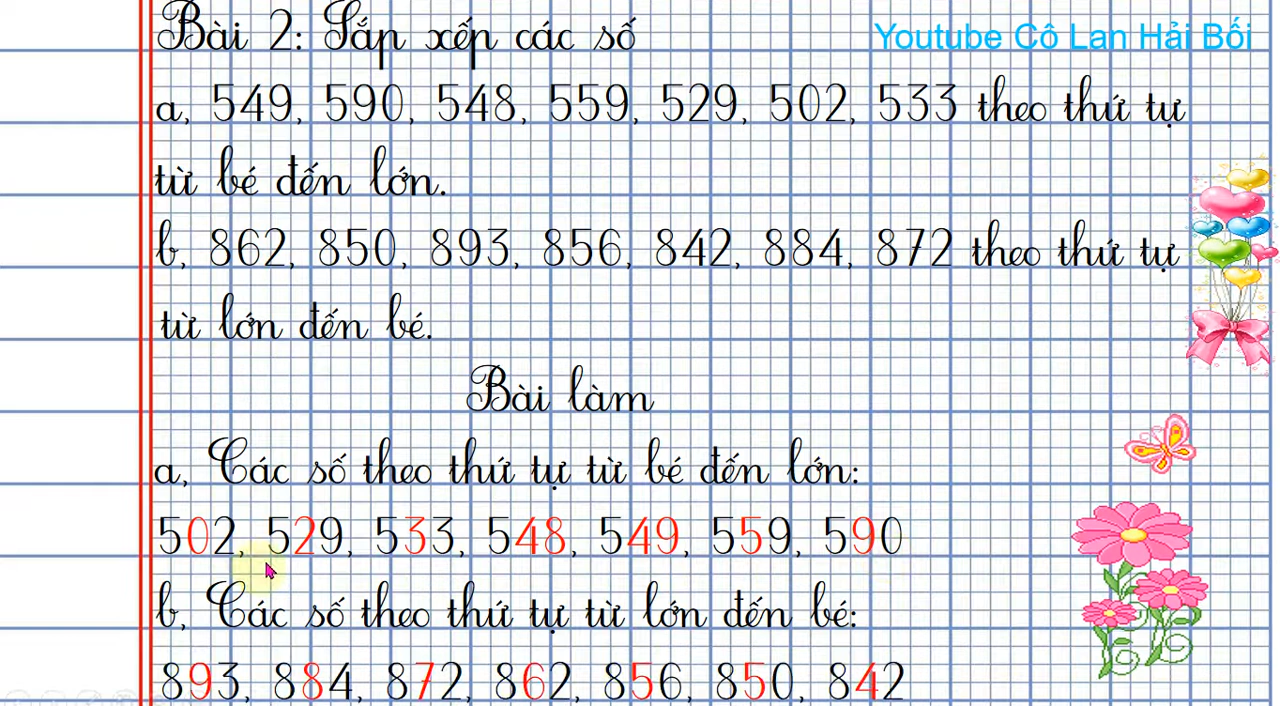 Bài 2: Sắp xếp các số
Youtube Cô Lan Hải Bối
a, 549, 590, 548, 559, 529, 502, 533 theo thứ tự
từ bé đến lớn.
b, 862, 850, 893, 856, 842, 884, 872 theo thứ tự
từ lớn đến bé.
Bài làm
a, Các số theo thứ tự từ bé đến lớn:
502, 529, 533, 548, 549, 559, 590
b, Các số theo thứ tự từ lớn đến bé:
893, 884, 872, 862, 856, 850, 842